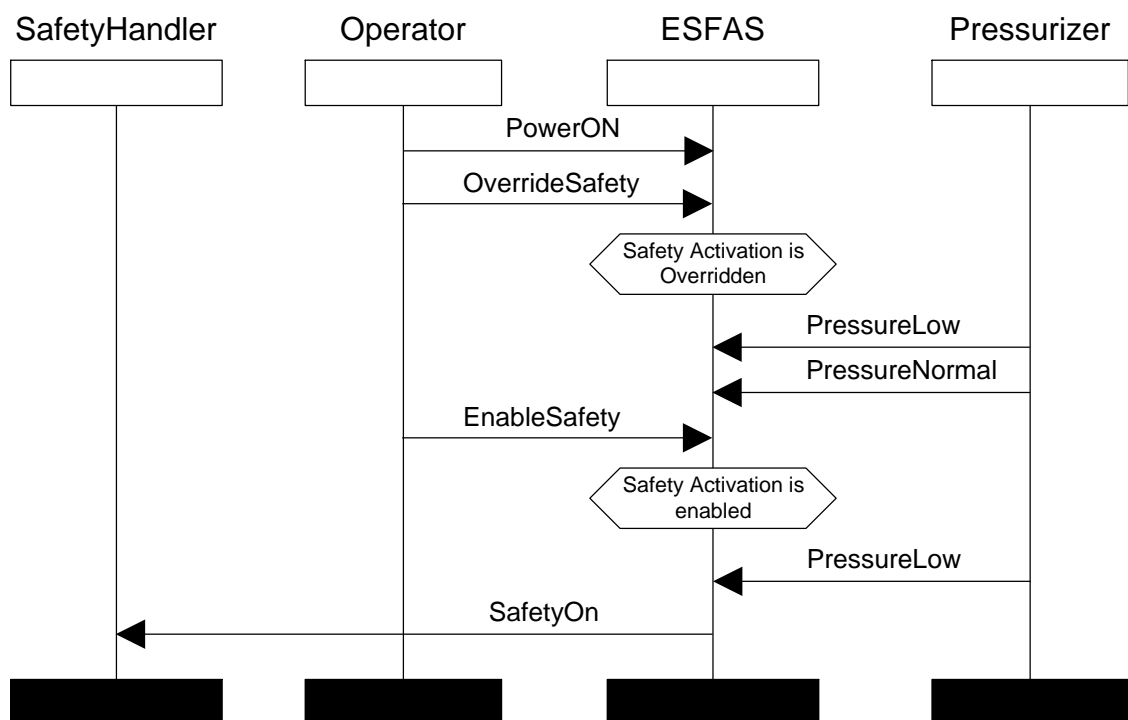 SafetyHandler
Operator
ESFAS
Pressurizer
PowerON
OverrideSafety
Safety Activation is
Overridden
PressureLow
PressureNormal
EnableSafety
Safety Activation is
enabled
PressureLow
SafetyOn